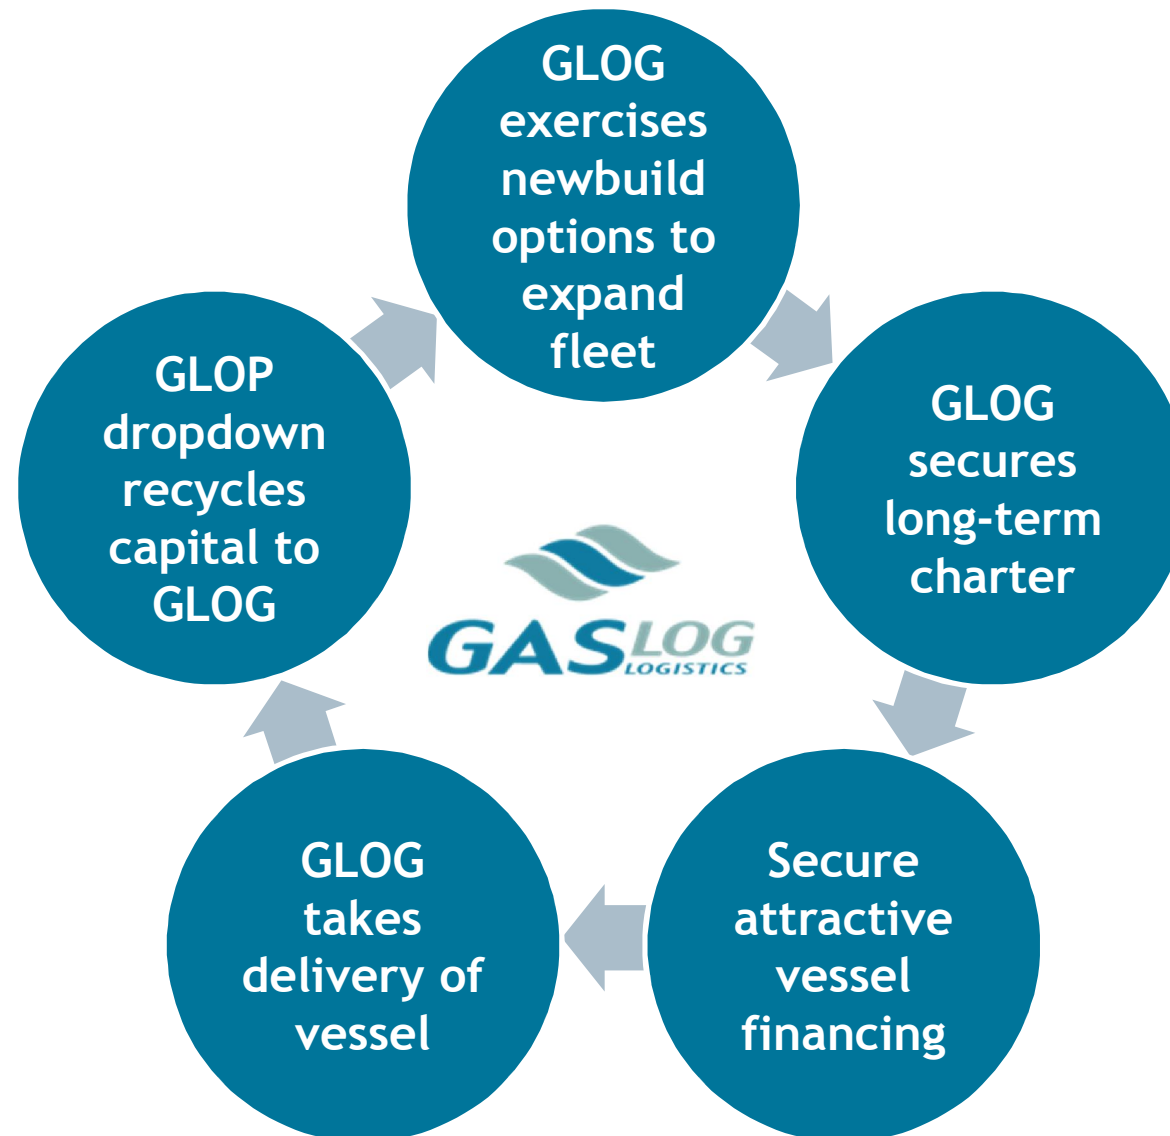 GLOG
exercises
newbuild
options to
expand
fleet
GLOG
secures
long-term
charter
Secure
attractive
vessel
financing
GLOG
takes
delivery of
vessel
GLOP
dropdown
recycles
capital to
GLOG
GASLOG
LOGISTICS